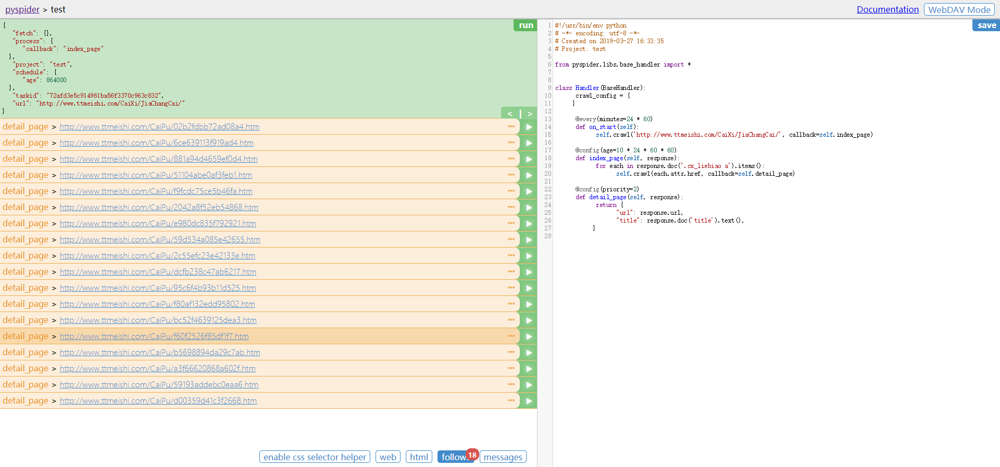 pyspider > test
Documentation
WebDAV Mode
{
"fetch": {},
"process": {
"callback": "index_page"
},
"project": "test",
"schedule": {
"age": 864000
},
"taskid": "72afd3e5c914961ba56f3370c963c832",
"url": "http://www.ttmeishi.com/CaiXi/JiaChangCai/"
}
run
< | >
detail_page > http://www.ttmeishi.com/CaiPu/02b2fdbb72ad08a4.htm
detail_page > http://www.ttmeishi.com/CaiPu/6ce639113f919ad4.htm
detail_page > http://www.ttmeishi.com/CaiPu/881a94d4659ef0d4.htm
detail_page > http://www.ttmeishi.com/CaiPu/51104abe0af3feb1.htm
detail_page > http://www.ttmeishi.com/CaiPu/f9fcdc75ce5b46fa.htm
detail_page > http://www.ttmeishi.com/CaiPu/2042a8f52eb54868.htm
detail_page > http://www.ttmeishi.com/CaiPu/e980dc835f792921.htm
detail_page > http://www.ttmeishi.com/CaiPu/59d534a085e42655.htm
detail_page > http://www.ttmeishi.com/CaiPu/2c55efc23e42133e.htm
detail_page > http://www.ttmeishi.com/CaiPu/dcfb238c47ab6217.htm
detail_page > http://www.ttmeishi.com/CaiPu/95c6f4b93b11d525.htm
detail_page > http://www.ttmeishi.com/CaiPu/f80af132edd95802.htm
detail_page > http://www.ttmeishi.com/CaiPu/bc52f4639125dea3.htm
detail_page > http://www.ttmeishi.com/CaiPu/f60f2526f85df1f7.htm
detail_page > http://www.ttmeishi.com/CaiPu/b5698894da29c7ab.htm
detail_page > http://www.ttmeishi.com/CaiPu/a3f66620868a602f.htm
detail_page > http://www.ttmeishi.com/CaiPu/59193addebc0eaa6.htm
detail_page > http://www.ttmeishi.com/CaiPu/d00359d41c3f2668.htm
enable css selector helper
web
html
follows 18
messages
save
1 #!/usr/bin/env python
2 # -*- encoding: utf-8 -*-
3 # Created on 2019-03-27 16:33:35
4 # Project: test
5
6 from pyspider.libs.base_handler import *
7
8
9 class Handler(BaseHandler):
10 crawl_config = {
11 }
12
13 @every(minutes=24 * 60)
14 def on_start(self):
15 self.crawl('http://www.ttmeishi.com/CaiXi/JiaChangCai/', callback=self.index_page)
16
17 @config(age=10 * 24 * 60 * 60)
18 def index_page(self, response):
19 for each in response.doc('.cx_liebiao a').items():
20 self.crawl(each.attr.href, callback=self.detail_page)
21
22 @config(priority=2)
23 def detail_page(self, response):
24 return {
25 "url": response.url,
26 "title": response.doc('title').text(),
27 }
28